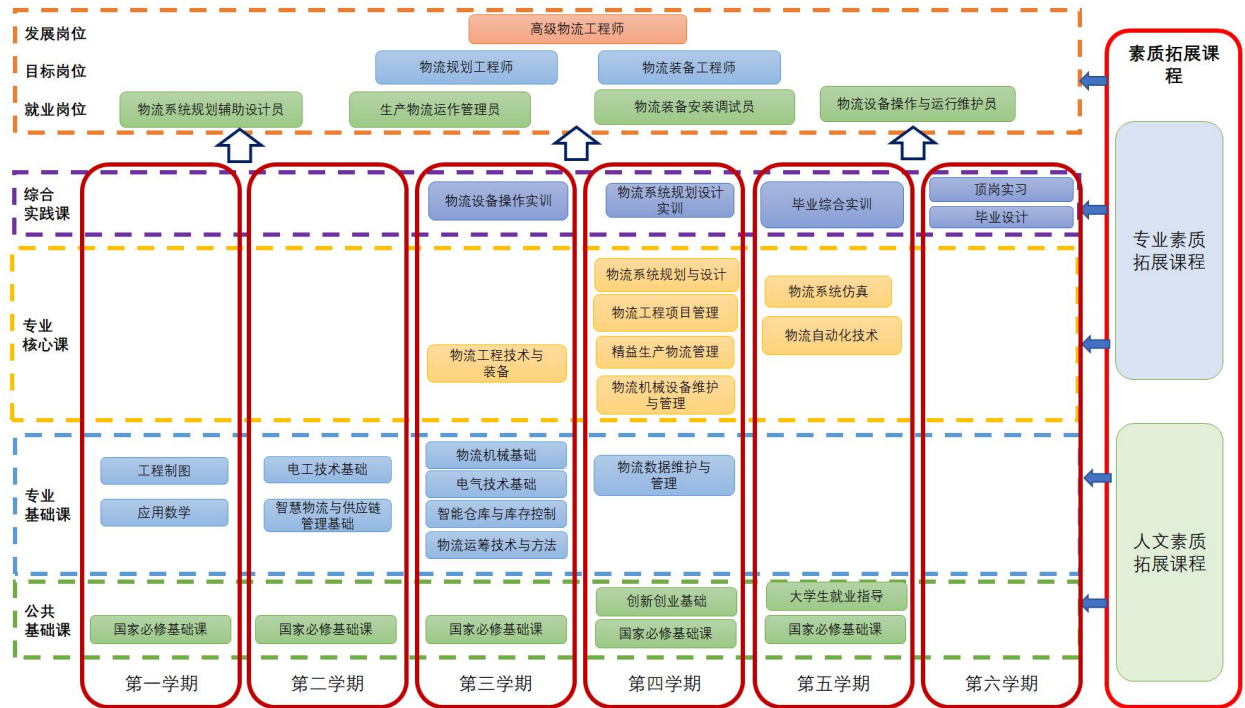 发展岗位
高级物流工程师
目标岗位
物流规划工程师
物流装备工程师
就业岗位
物流系统规划辅助设计员
生产物流运作管理员
物流装备安装调试员
物流设备操作与运行维护员
素质拓展课
程
专业素质
拓展课程
人文素质
拓展课程
综合
实践课
物流设备操作实训
物流系统规划设计
实训
毕业综合实训
顶岗实习
毕业设计
专业
核心课
物流工程技术与
装备
物流系统规划与设计
物流工程项目管理
精益生产物流管理
物流机械设备维护
与管理
物流系统仿真
物流自动化技术
专业
基础课
工程制图
应用数学
电工技术基础
智慧物流与供应链
管理基础
物流机械基础
电气技术基础
智能仓库与库存控制
物流运筹技术与方法
物流数据维护与
管理
公共
基础课
国家必修基础课
国家必修基础课
国家必修基础课
创新创业基础
国家必修基础课
大学生就业指导
国家必修基础课
第一学期
第二学期
第三学期
第四学期
第五学期
第六学期